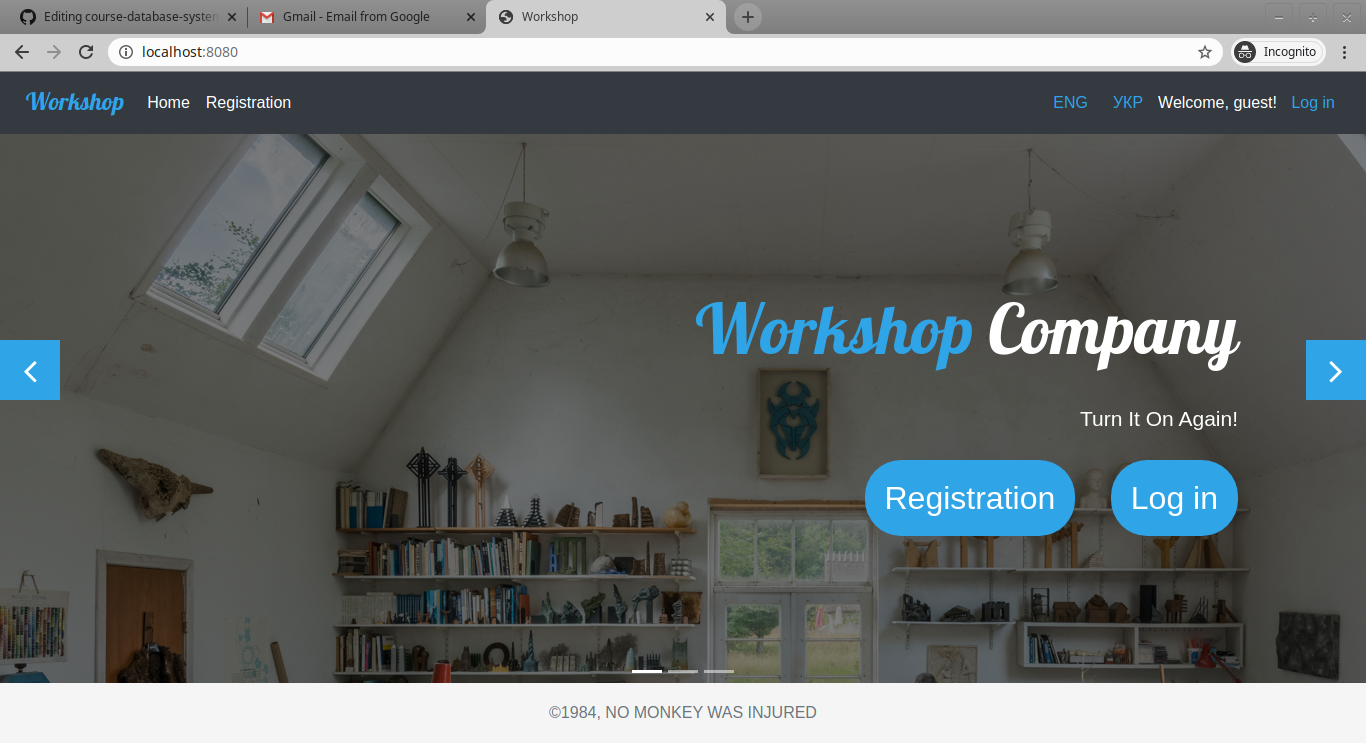 Editing course-database-system
Gmail - Email from Google
Workshop
localhost:8080
Incognito
Workshop Home Registration ENG УКР Welcome, guest! Log in
Workshop Company
Turn It On Again!
Registration Log in
©1984, NO MONKEY WAS INJURED